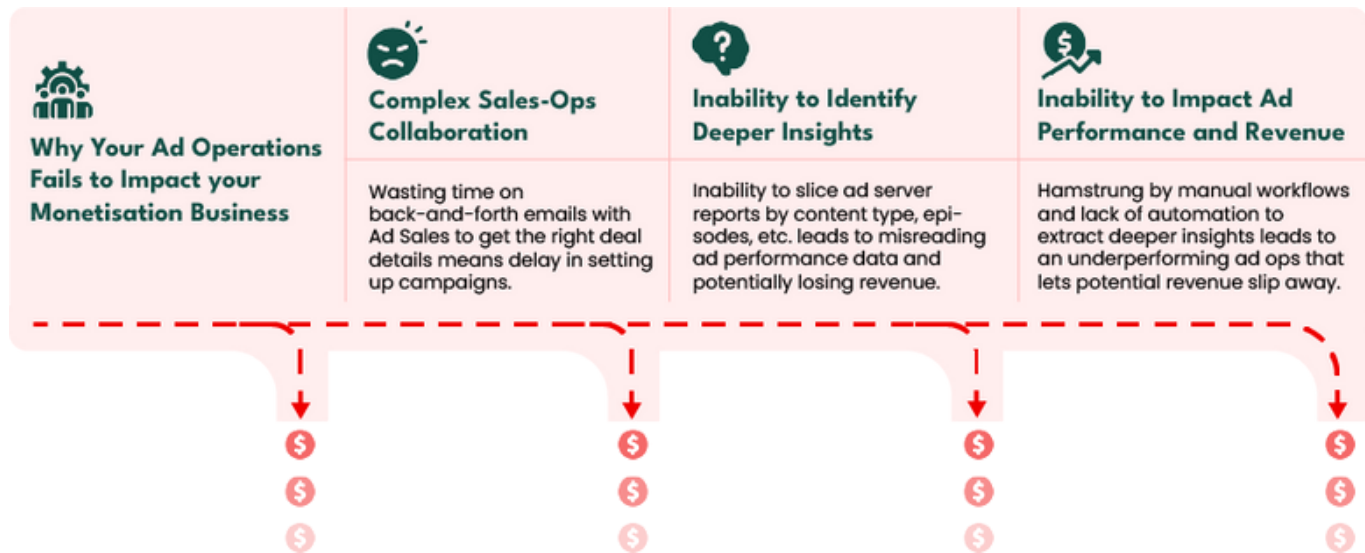 Why Your Ad Operations
Fails to Impact your
Monetisation Business
Complex Sales-Ops
Collaboration
Wasting time on
back-and-forth emails with
Ad Sales to get the right deal
details means delay in setting
up campaigns.
?
Inability to Identify
Deeper Insights
Inability to slice ad server
reports by content type, epi-
sodes, etc. leads to misreading
ad performance data and
potentially losing revenue.
$
Inability to Impact Ad
Performance and Revenue
Hamstrung by manual workflows
and lack of automation to
extract deeper insights leads to
an underperforming ad ops that
lets potential revenue slip away.
$ $ $ $
$ $ $ $
$ $ $ $